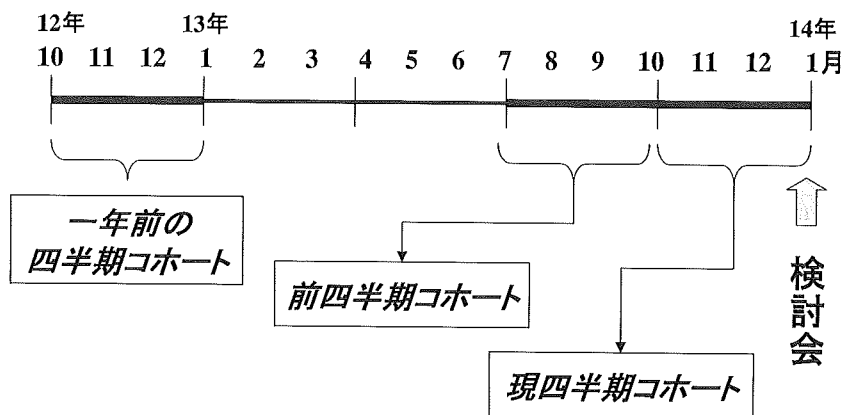 12年 13年 14年
10 11 12 1 2 3 4 5 6 7 8 9 10 11 12 1月
一年前の
四半期コホート
前四半期コホート
現四半期コホート
検討会